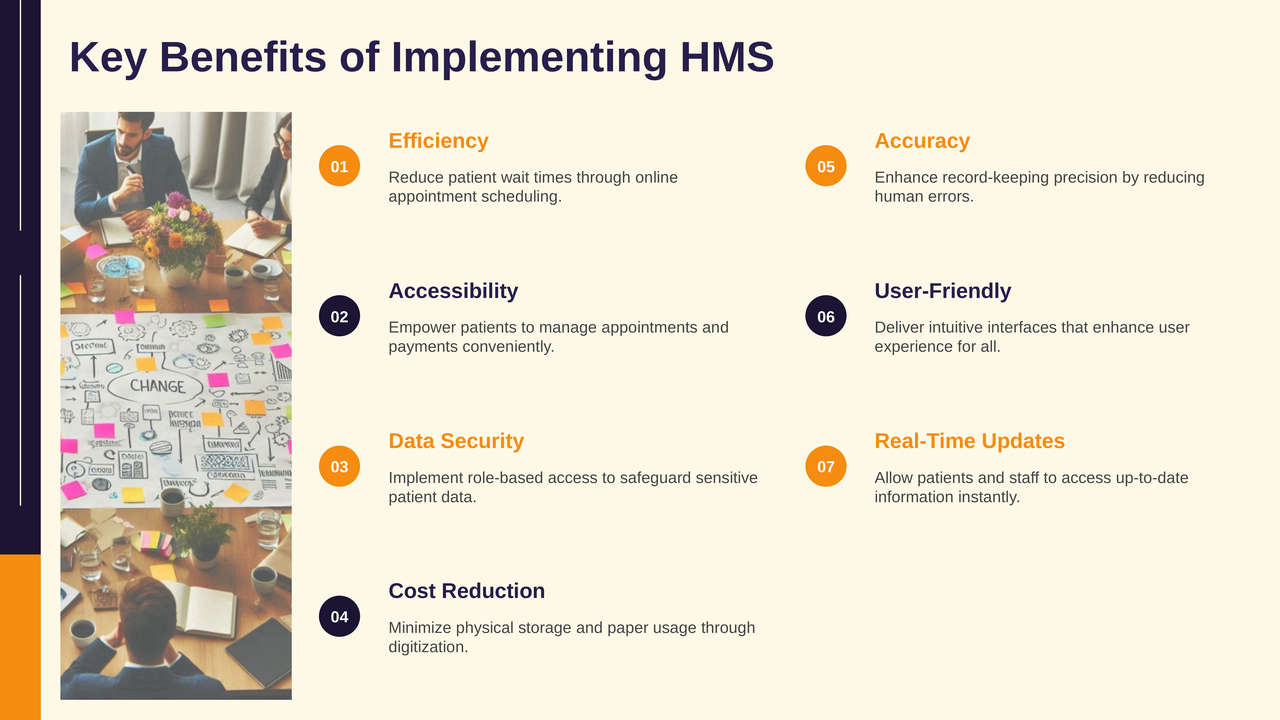 Key Benefits of Implementing HMS
01
Efficiency
Reduce patient wait times through online
appointment scheduling.
02
Accessibility
Empower patients to manage appointments and
payments conveniently.
03
Data Security
Implement role-based access to safeguard sensitive
patient data.
04
Cost Reduction
Minimize physical storage and paper usage through
digitization.
05
Accuracy
Enhance record-keeping precision by reducing
human errors.
06
User-Friendly
Deliver intuitive interfaces that enhance user
experience for all.
07
Real-Time Updates
Allow patients and staff to access up-to-date
information instantly.
CHANGE